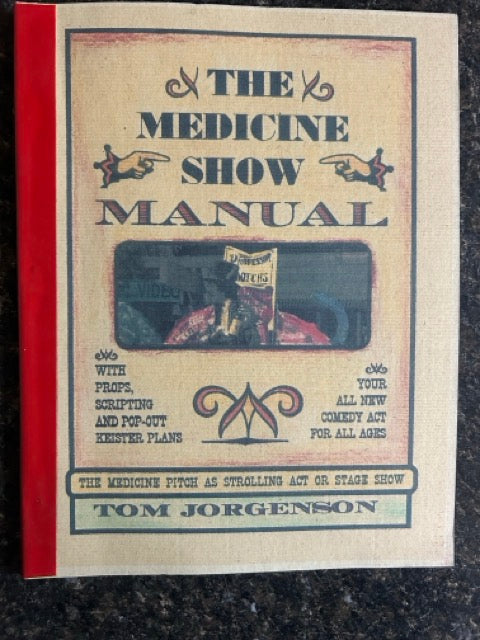 THE
MEDICINE
SHOW
MANUAL
VIDEO
WITH
PROPS,
SCRIPTING
AND POP-OUT
KEISTER PLANS
YOUR
ALL NEW
COMEDY ACT
FOR ALL AGES
THE MEDICINE PITCH AS STROLLING ACT OR STAGE SHOW
TOM JORGENSON